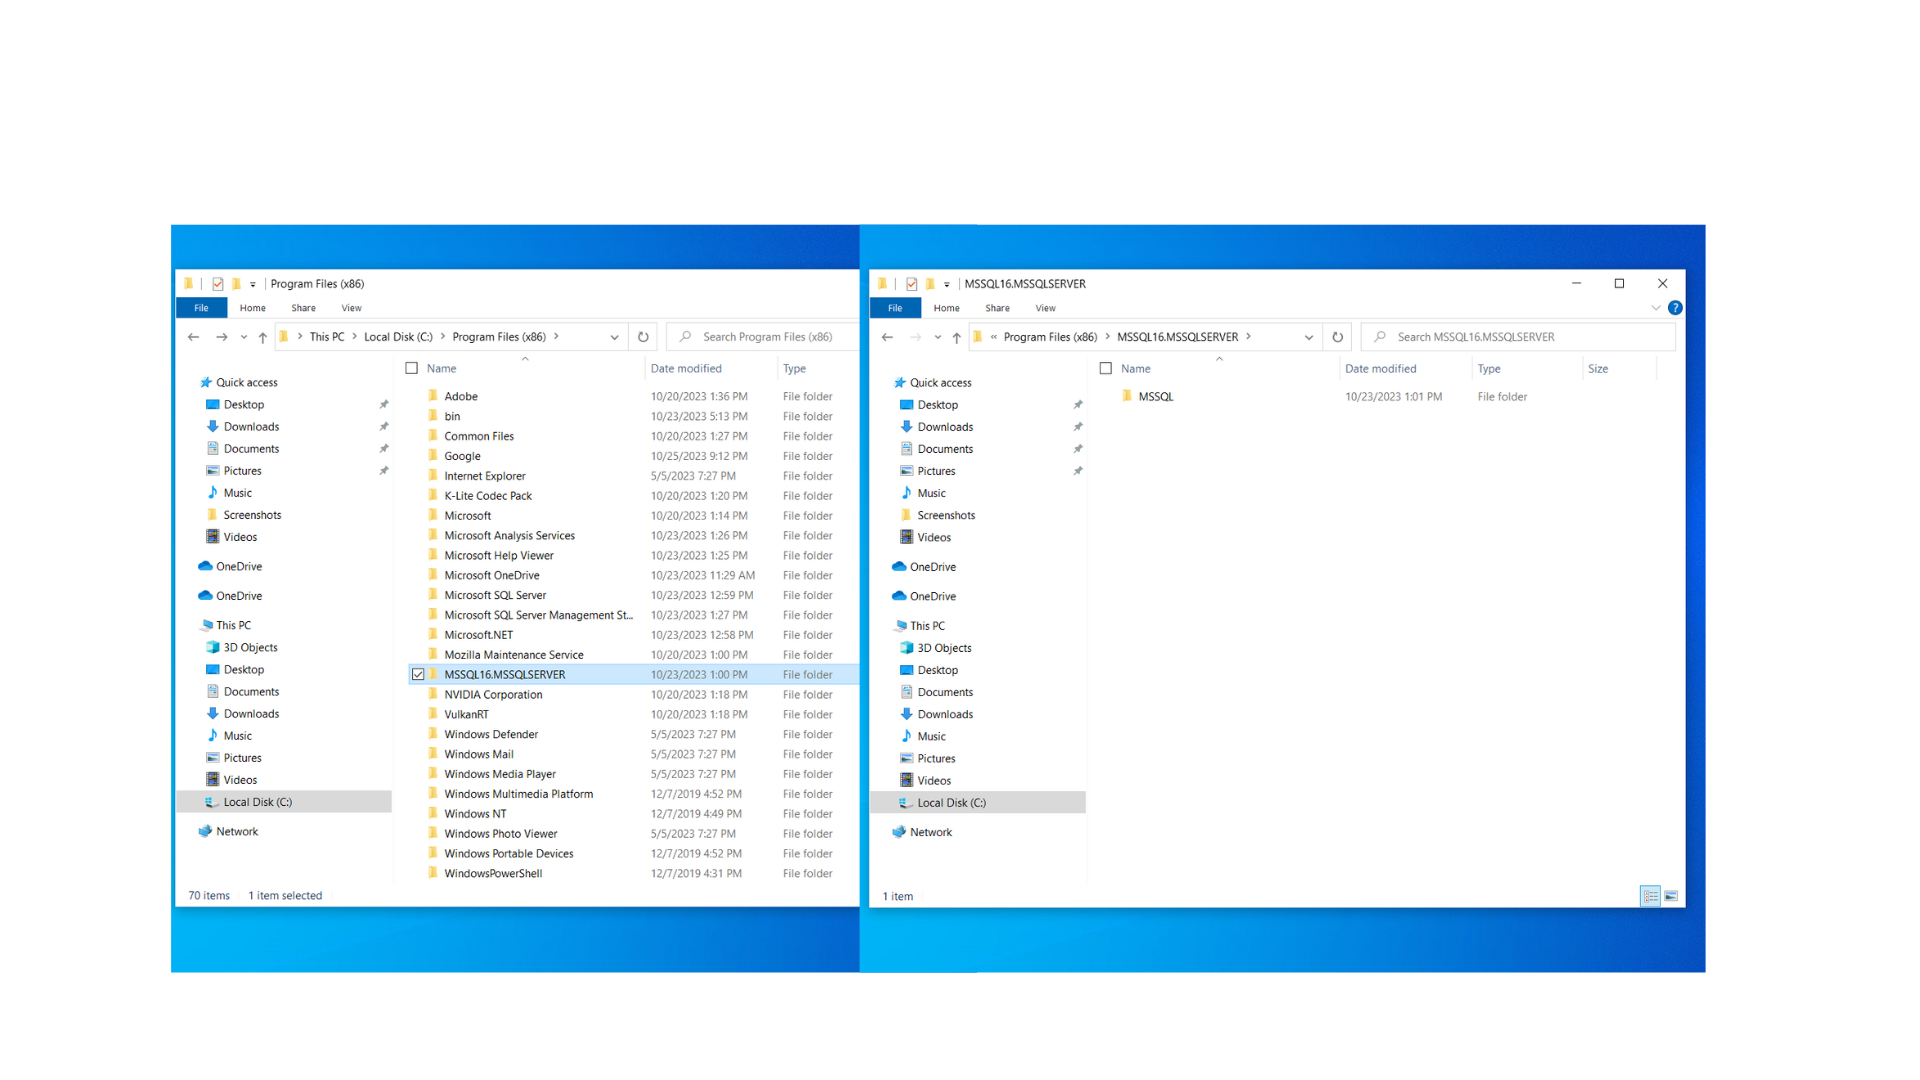 Program Files (x86)
File Home Share View
This PC Local Disk (C:) Program Files (x86)
Search Program Files (x86)
Quick access
Desktop
Downloads
Documents
Pictures
Music
Screenshots
Videos
OneDrive
OneDrive
This PC
3D Objects
Desktop
Documents
Downloads
Music
Pictures
Videos
Local Disk (C:)
Network
Name Date modified Type
Adobe 10/20/2023 1:36 PM File folder
bin 10/23/2023 5:13 PM File folder
Common Files 10/20/2023 1:27 PM File folder
Google 10/25/2023 9:12 PM File folder
Internet Explorer 5/5/2023 7:27 PM File folder
K-Lite Codec Pack 10/20/2023 1:20 PM File folder
Microsoft 10/20/2023 1:14 PM File folder
Microsoft Analysis Services 10/23/2023 1:26 PM File folder
Microsoft Help Viewer 10/23/2023 1:25 PM File folder
Microsoft OneDrive 10/23/2023 11:29 AM File folder
Microsoft SQL Server 10/23/2023 12:59 PM File folder
Microsoft SQL Server Management St... 10/23/2023 1:27 PM File folder
Microsoft.NET 10/23/2023 12:58 PM File folder
Mozilla Maintenance Service 10/20/2023 1:00 PM File folder
MSSQL16.MSSQLSERVER 10/23/2023 1:00 PM File folder
NVIDIA Corporation 10/20/2023 1:18 PM File folder
VulkanRT 10/20/2023 1:18 PM File folder
Windows Defender 5/5/2023 7:27 PM File folder
Windows Mail 5/5/2023 7:27 PM File folder
Windows Media Player 5/5/2023 7:27 PM File folder
Windows Multimedia Platform 12/7/2019 4:52 PM File folder
Windows NT 12/7/2019 4:49 PM File folder
Windows Photo Viewer 5/5/2023 7:27 PM File folder
Windows Portable Devices 12/7/2019 4:52 PM File folder
WindowsPowerShell 12/7/2019 4:31 PM File folder
70 items 1 item selected
MSSQL16.MSSQLSERVER
File Home Share View
« Program Files (x86) MSSQL16.MSSQLSERVER
Search MSSQL16.MSSQLSERVER
Quick access
Desktop
Downloads
Documents
Pictures
Music
Screenshots
Videos
OneDrive
OneDrive
This PC
3D Objects
Desktop
Documents
Downloads
Music
Pictures
Videos
Local Disk (C:)
Network
Name Date modified Type Size
MSSQL 10/23/2023 1:01 PM File folder
1 item